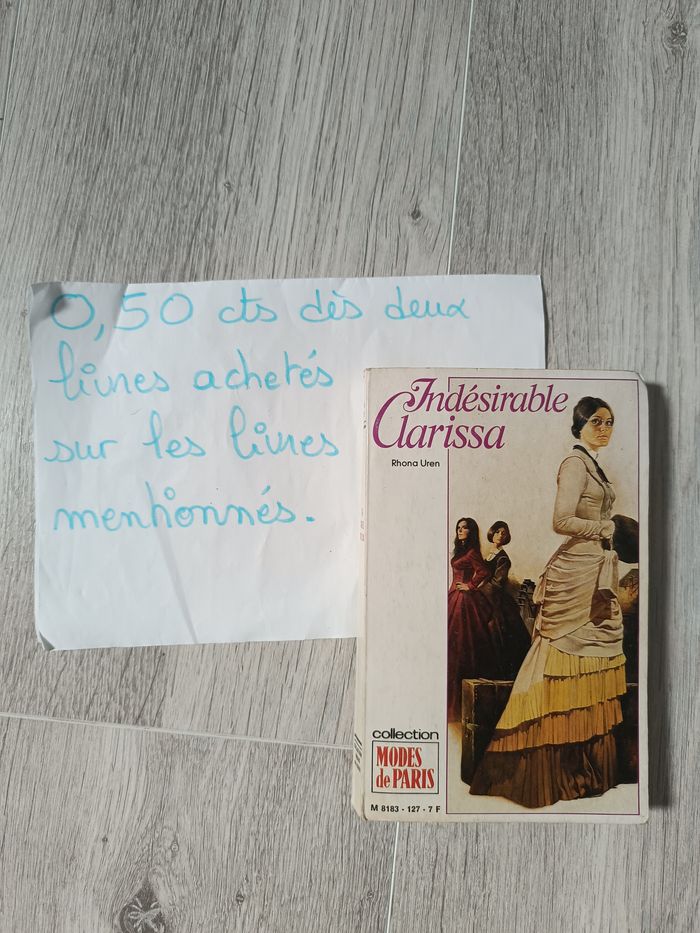 0,50 cts dès deux
livres achetés
sur les livres
mentionnés.
Indésirable
Clarissa
Rhona Uren
collection
MODES
de PARIS
M 8183 - 127 - 7 F